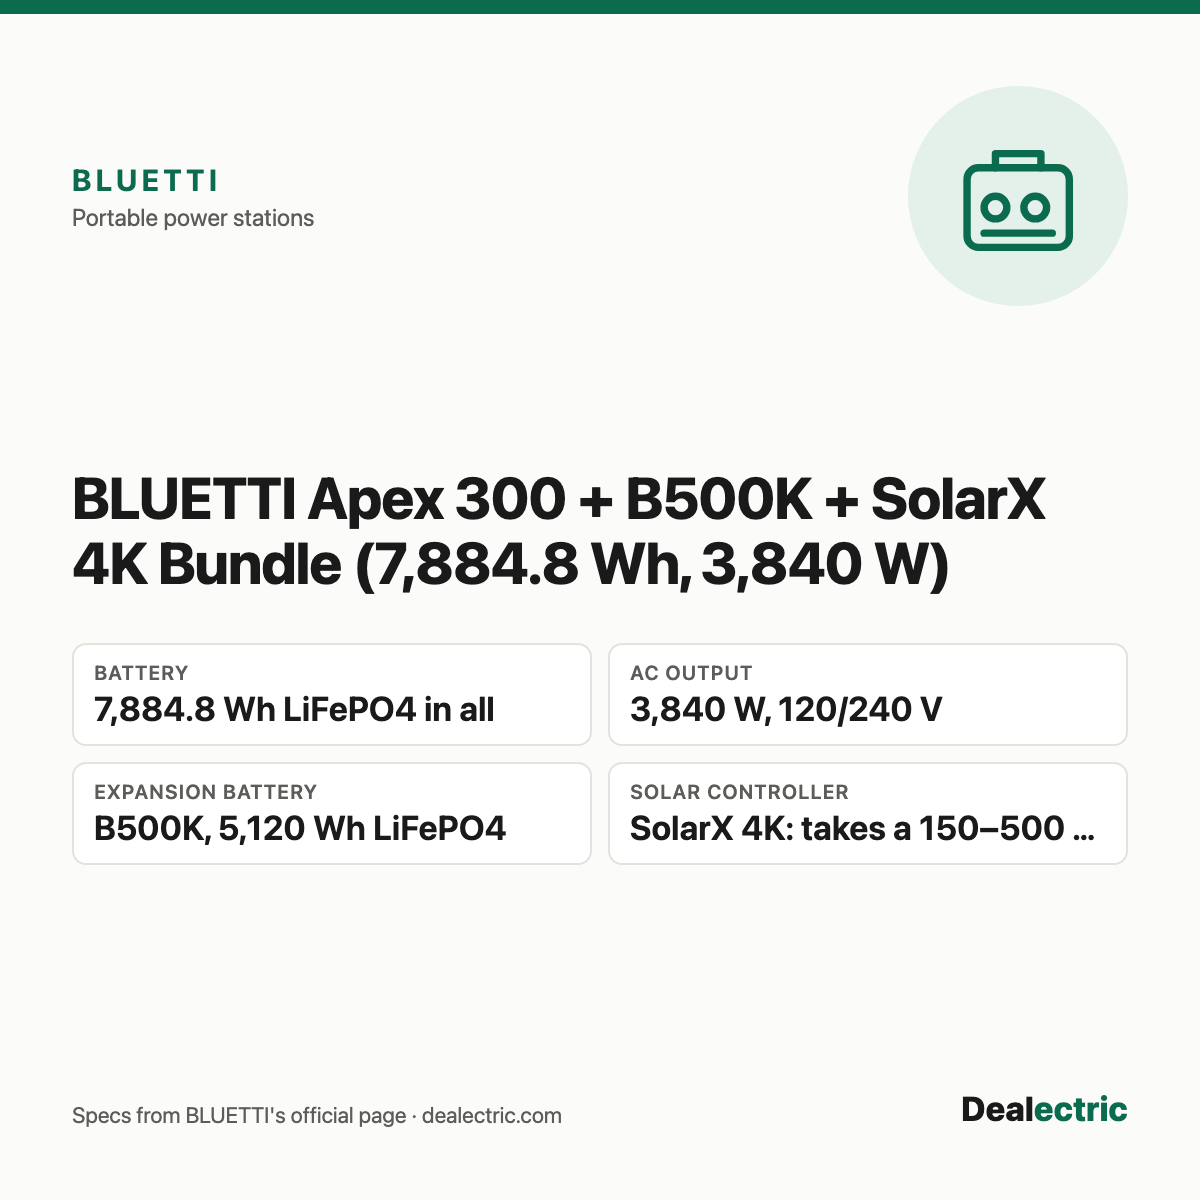 BLUETTI
Portable power stations
BLUETTI Apex 300 + B500K + SolarX
4K Bundle (7,884.8 Wh, 3,840 W)
BATTERY
7,884.8 Wh LiFePO4 in all
AC OUTPUT
3,840 W, 120/240 V
EXPANSION BATTERY
B500K, 5,120 Wh LiFePO4
SOLAR CONTROLLER
SolarX 4K: takes a 150–500 ...
Specs from BLUETTI's official page · dealectric.com
Dealectric